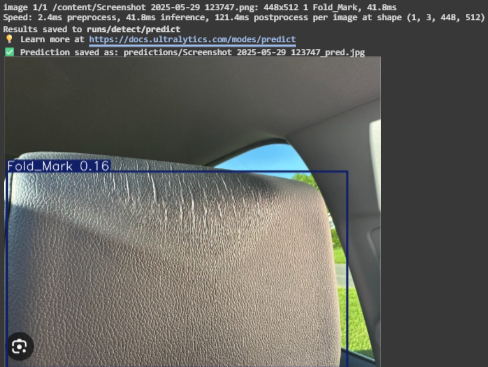 image 1/1 /content/Screenshot 2025-05-29 123747.png: 448x512 1 Fold_Mark, 41.8ms
Speed: 2.4ms preprocess, 41.8ms inference, 121.4ms postprocess per image at shape (1, 3, 448, 512)
Results saved to runs/detect/predict
💡 Learn more at https://docs.ultralytics.com/modes/predict
✅ Prediction saved as: predictions/Screenshot 2025-05-29 123747_pred.jpg
Fold_Mark 0.16